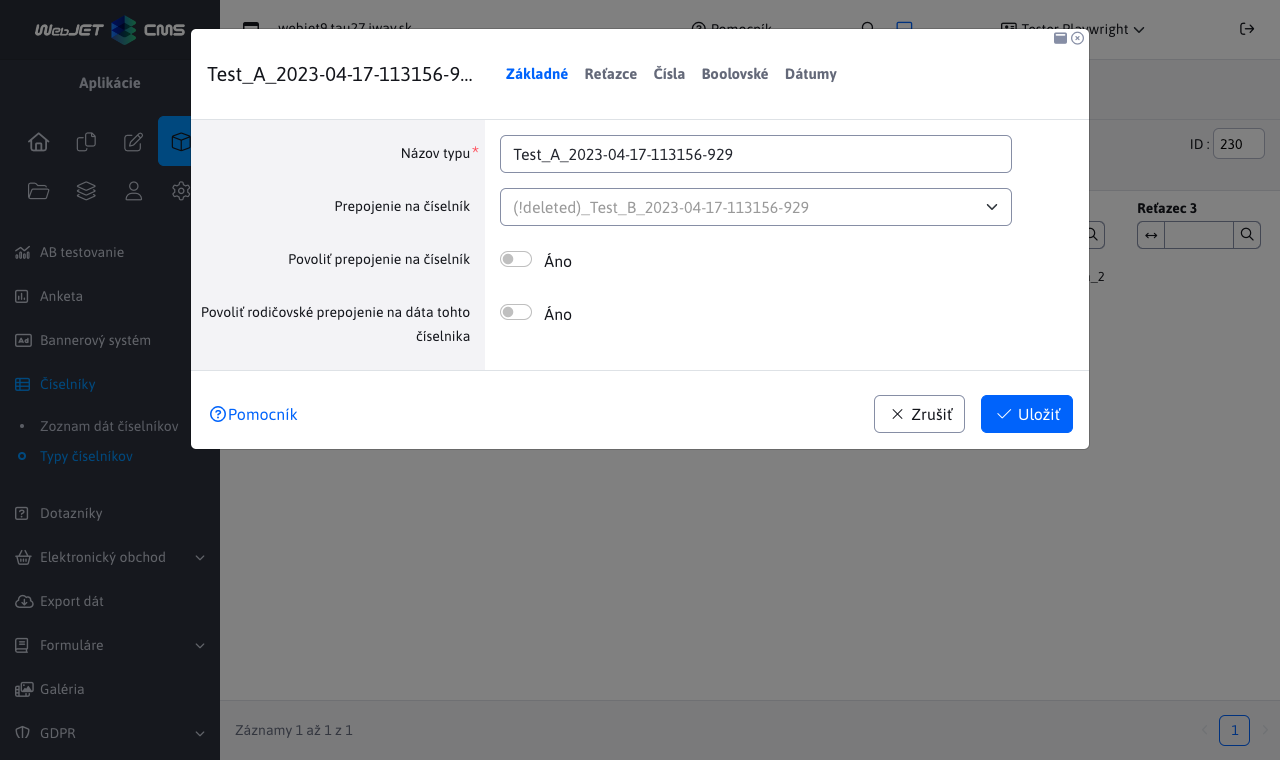 WebJET CMS
webjet9.tau27.iway.sk
Pomocník
Tester Playwright
Aplikácie
Test_A_2023-04-17-113156-9...
Základné
Reťazce
Čísla
Boolovské
Dátumy
ID :
230
Názov typu*
Test_A_2023-04-17-113156-929
Prepojenie na číselník
(!deleted)_Test_B_2023-04-17-113156-929
Reťazec 3
Povoliť prepojenie na číselník
Áno
_2
Povoliť rodičovské prepojenie na dáta tohto
číselnika
Áno
Pomocník
Zrušiť
Uložiť
AB testovanie
Anketa
Bannerový systém
Číselníky
Zoznam dát číselníkov
Typy číselníkov
Dotazníky
Elektronický obchod
Export dát
Formuláre
Galéria
GDPR
Záznamy 1 až 1 z 1
1